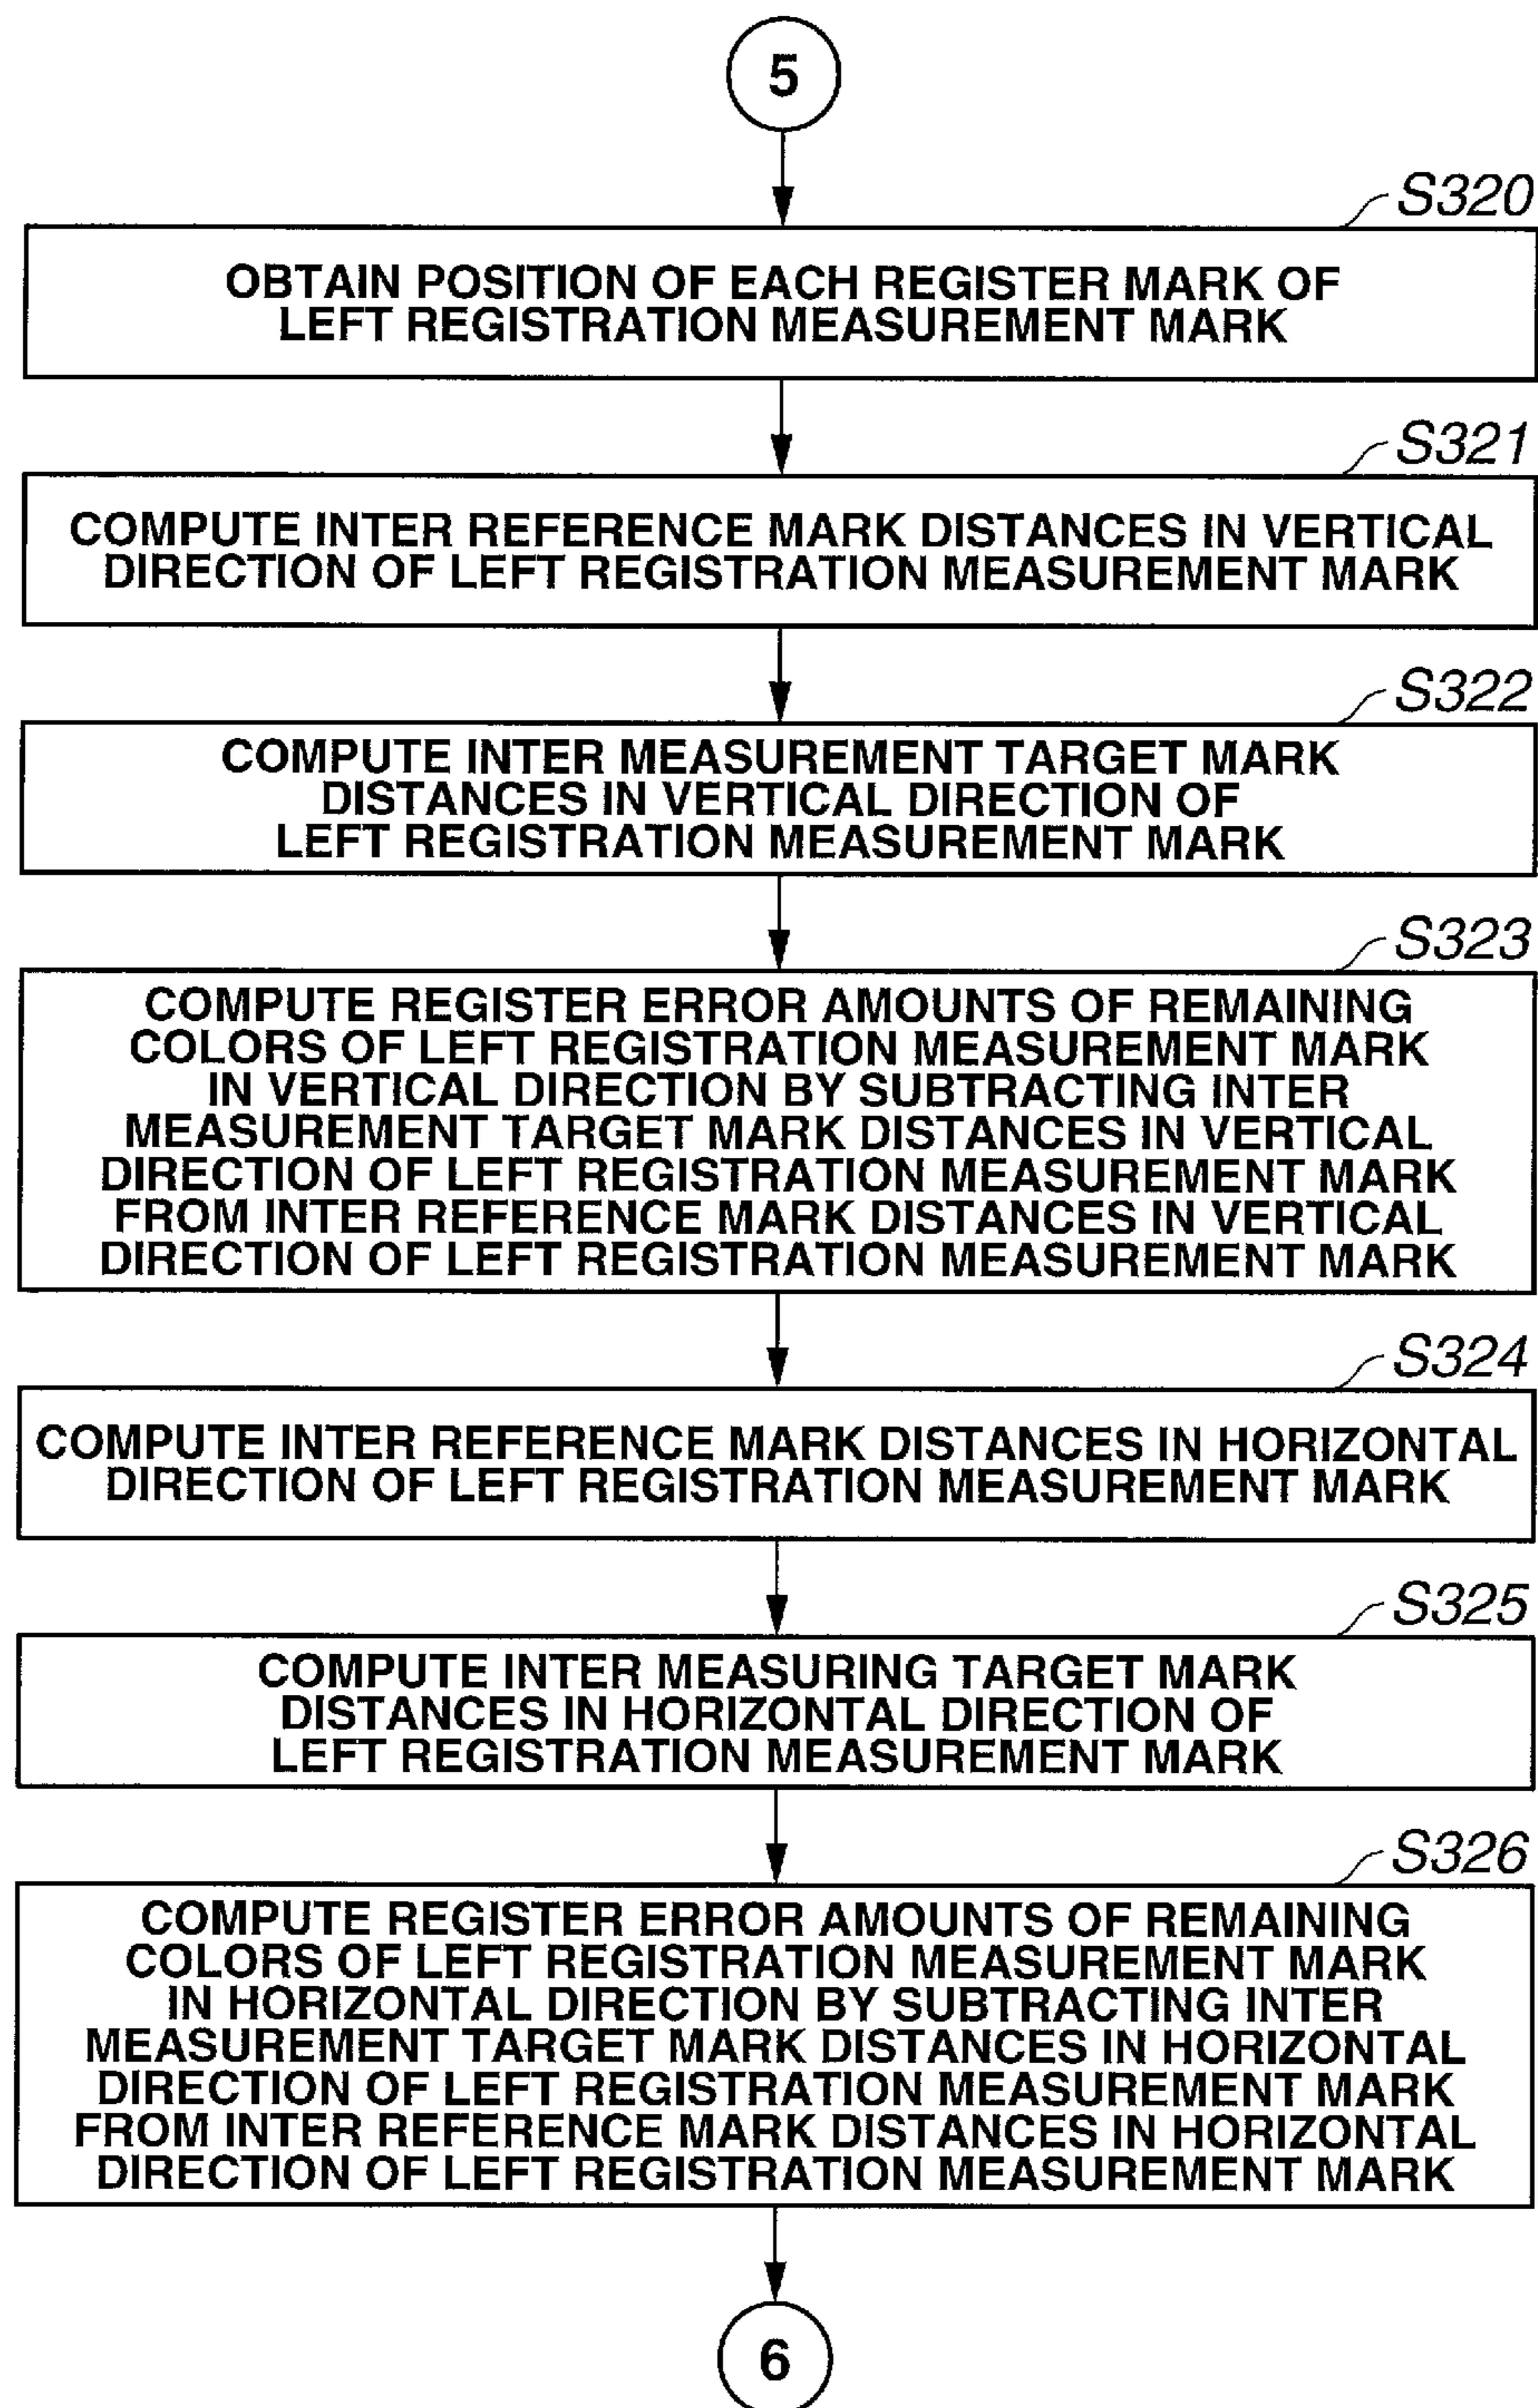 5
S320
OBTAIN POSITION OF EACH REGISTER MARK OF
LEFT REGISTRATION MEASUREMENT MARK
S321
COMPUTE INTER REFERENCE MARK DISTANCES IN VERTICAL
DIRECTION OF LEFT REGISTRATION MEASUREMENT MARK
S322
COMPUTE INTER MEASUREMENT TARGET MARK
DISTANCES IN VERTICAL DIRECTION OF
LEFT REGISTRATION MEASUREMENT MARK
S323
COMPUTE REGISTER ERROR AMOUNTS OF REMAINING
COLORS OF LEFT REGISTRATION MEASUREMENT MARK
IN VERTICAL DIRECTION BY SUBTRACTING INTER
MEASUREMENT TARGET MARK DISTANCES IN VERTICAL
DIRECTION OF LEFT REGISTRATION MEASUREMENT MARK
FROM INTER REFERENCE MARK DISTANCES IN VERTICAL
DIRECTION OF LEFT REGISTRATION MEASUREMENT MARK
S324
COMPUTE INTER REFERENCE MARK DISTANCES IN HORIZONTAL
DIRECTION OF LEFT REGISTRATION MEASUREMENT MARK
S325
COMPUTE INTER MEASURING TARGET MARK
DISTANCES IN HORIZONTAL DIRECTION OF
LEFT REGISTRATION MEASUREMENT MARK
S326
COMPUTE REGISTER ERROR AMOUNTS OF REMAINING
COLORS OF LEFT REGISTRATION MEASUREMENT MARK
IN HORIZONTAL DIRECTION BY SUBTRACTING INTER
MEASUREMENT TARGET MARK DISTANCES IN HORIZONTAL
DIRECTION OF LEFT REGISTRATION MEASUREMENT MARK
FROM INTER REFERENCE MARK DISTANCES IN HORIZONTAL
DIRECTION OF LEFT REGISTRATION MEASUREMENT MARK
6